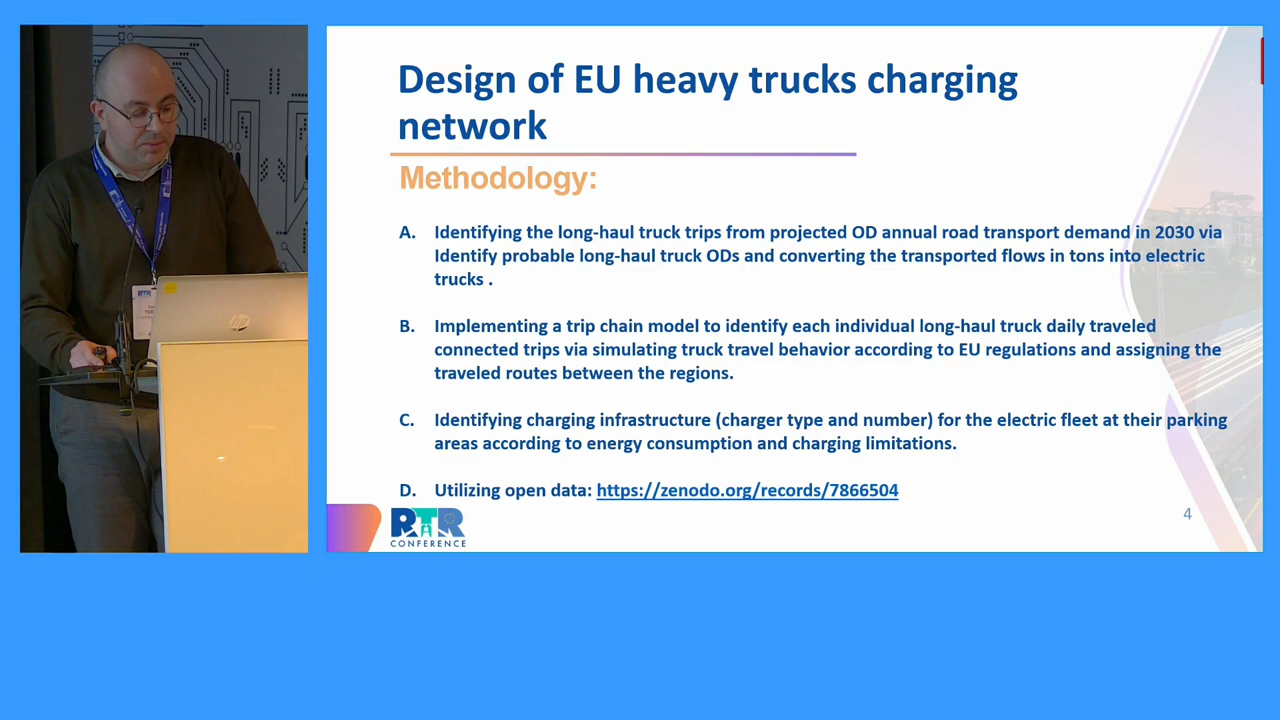 Design of EU heavy trucks charging
network
Methodology:
A. Identifying the long-haul truck trips from projected OD annual road transport demand in 2030 via
Identify probable long-haul truck ODs and converting the transported flows in tons into electric
trucks .
B. Implementing a trip chain model to identify each individual long-haul truck daily traveled
connected trips via simulating truck travel behavior according to EU regulations and assigning the
traveled routes between the regions.
C. Identifying charging infrastructure (charger type and number) for the electric fleet at their parking
areas according to energy consumption and charging limitations.
D. Utilizing open data: https://zenodo.org/records/7866504
RTR
CONFERENCE
4
hp